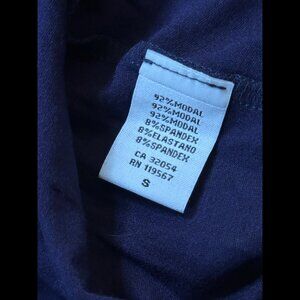 92%MODAL
92%MODAL
92%MODAL
8%SPANDEX
8%ELASTANO
8%SPANDEX
CA 32054
RN 119567
S